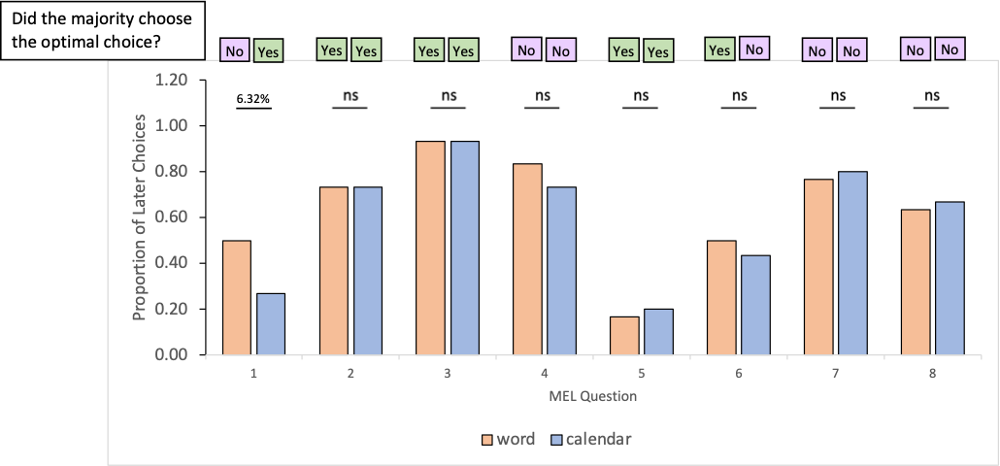 Did the majority choose
the optimal choice?
No Yes Yes Yes Yes Yes No No Yes Yes Yes No No No No No
1.20
6.32% ns ns ns ns ns ns ns
1.00
0.80
0.60
0.40
0.20
0.00
Proportion of Later Choices
1 2 3 4 5 6 7 8
MEL Question
word calendar